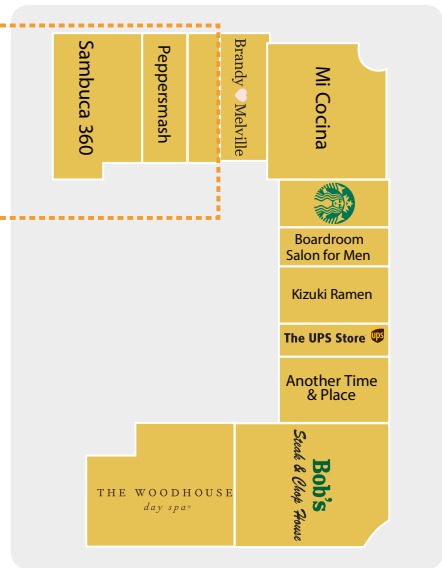 Sambuca 360
Peppersmash
Brandy Melville
Mi Cocina
Boardroom
Salon for Men
Kizuki Ramen
The UPS Store ups
Another Time
& Place
Bob's
Steak & Chop House
THE WOODHOUSE
day spa®